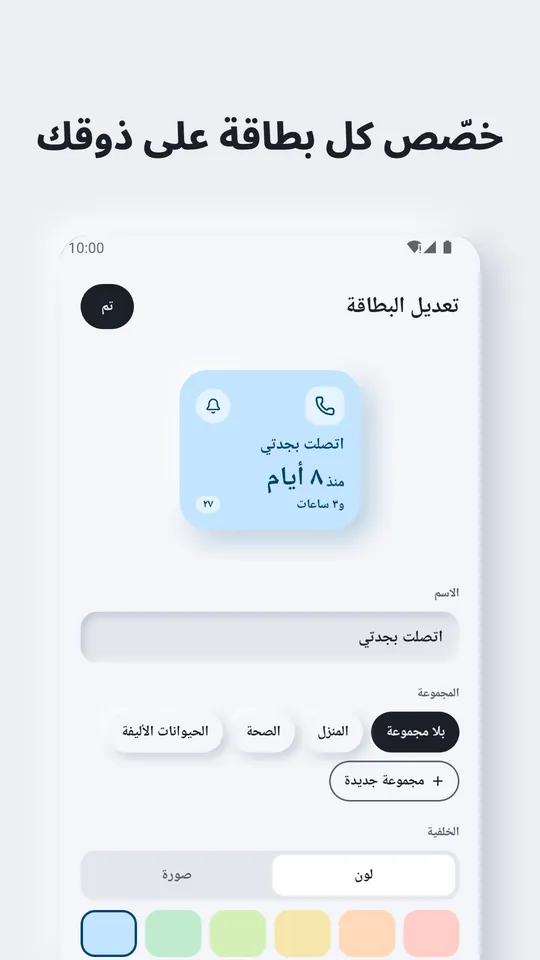 خصّص كل بطاقة على ذوقك
10:00
تعديل البطاقة
تم
اتصلت بجدتي
منذ ٨ أيام
و٣ ساعات
٢٧
الاسم
اتصلت بجدتي
المجموعة
بلا مجموعة
المنزل
الصحة
الحيوانات الأليفة
+ مجموعة جديدة
الخلفية
لون
صورة